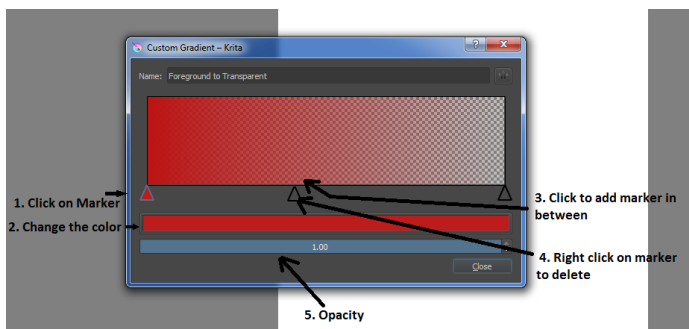 Custom Gradient – Krita
Name: Foreground to Transparent
1. Click on Marker
3. Click to add marker in
between
2. Change the color
1.00
4. Right click on marker
to delete
Close
5. Opacity